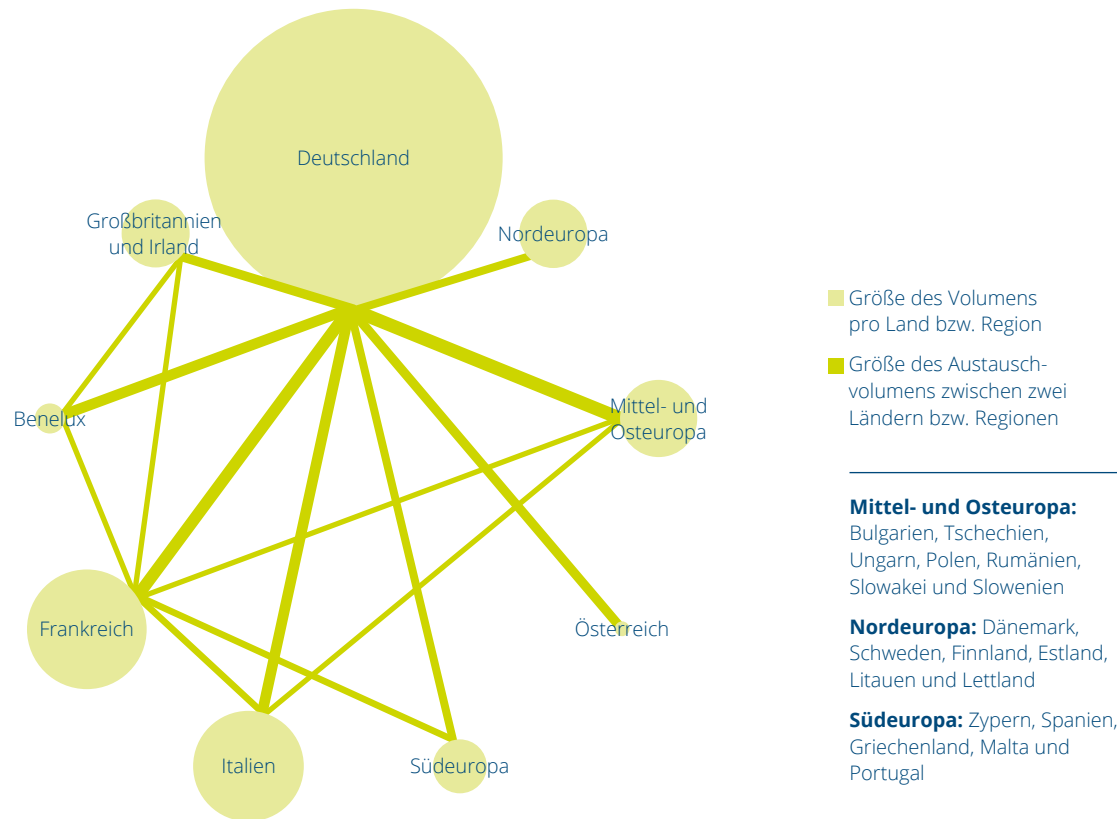 Deutschland
Großbritannien
und Irland
Nordeuropa
Benelux
Mittel- und
Osteuropa
Frankreich
Österreich
Italien
Südeuropa
Größe des Volumens
pro Land bzw. Region
Größe des Austausch-
volumens zwischen zwei
Ländern bzw. Regionen
Mittel- und Osteuropa:
Bulgarien, Tschechien,
Ungarn, Polen, Rumänien,
Slowakei und Slowenien
Nordeuropa: Dänemark,
Schweden, Finnland, Estland,
Litauen und Lettland
Südeuropa: Zypern, Spanien,
Griechenland, Malta und
Portugal